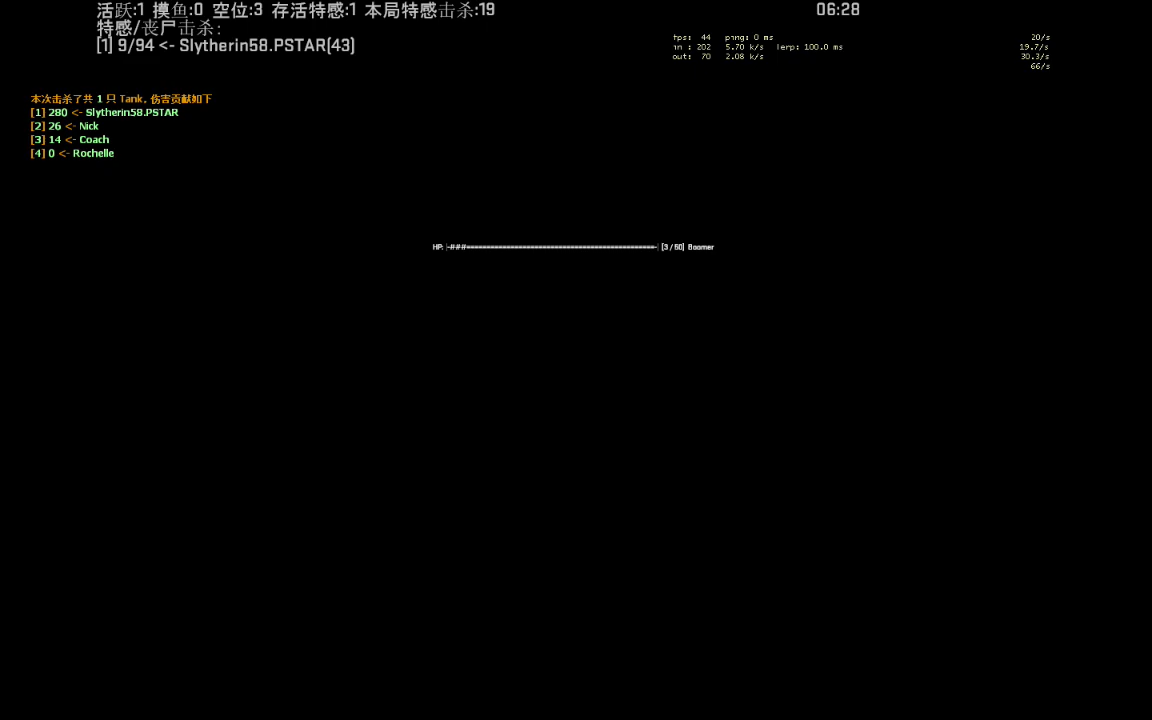 活跃:1 摸鱼:0 空位:3 存活特感:1 本局特感击杀:19
06:28
特感/丧尸击杀:
[1] 9/94 <- Slytherin58.PSTAR(43)
fps: 44 ping: 0 ms 20/s
in : 202 5.70 k/s lerp: 100.0 ms 19.7/s
out: 70 2.08 k/s 30.3/s
66/s
本次击杀了共 1 只 Tank, 伤害贡献如下
[1] 280 <- Slytherin58.PSTAR
[2] 26 <- Nick
[3] 14 <- Coach
[4] 0 <- Rochelle
HP: |-###==============================================-| [3 / 50] Boomer